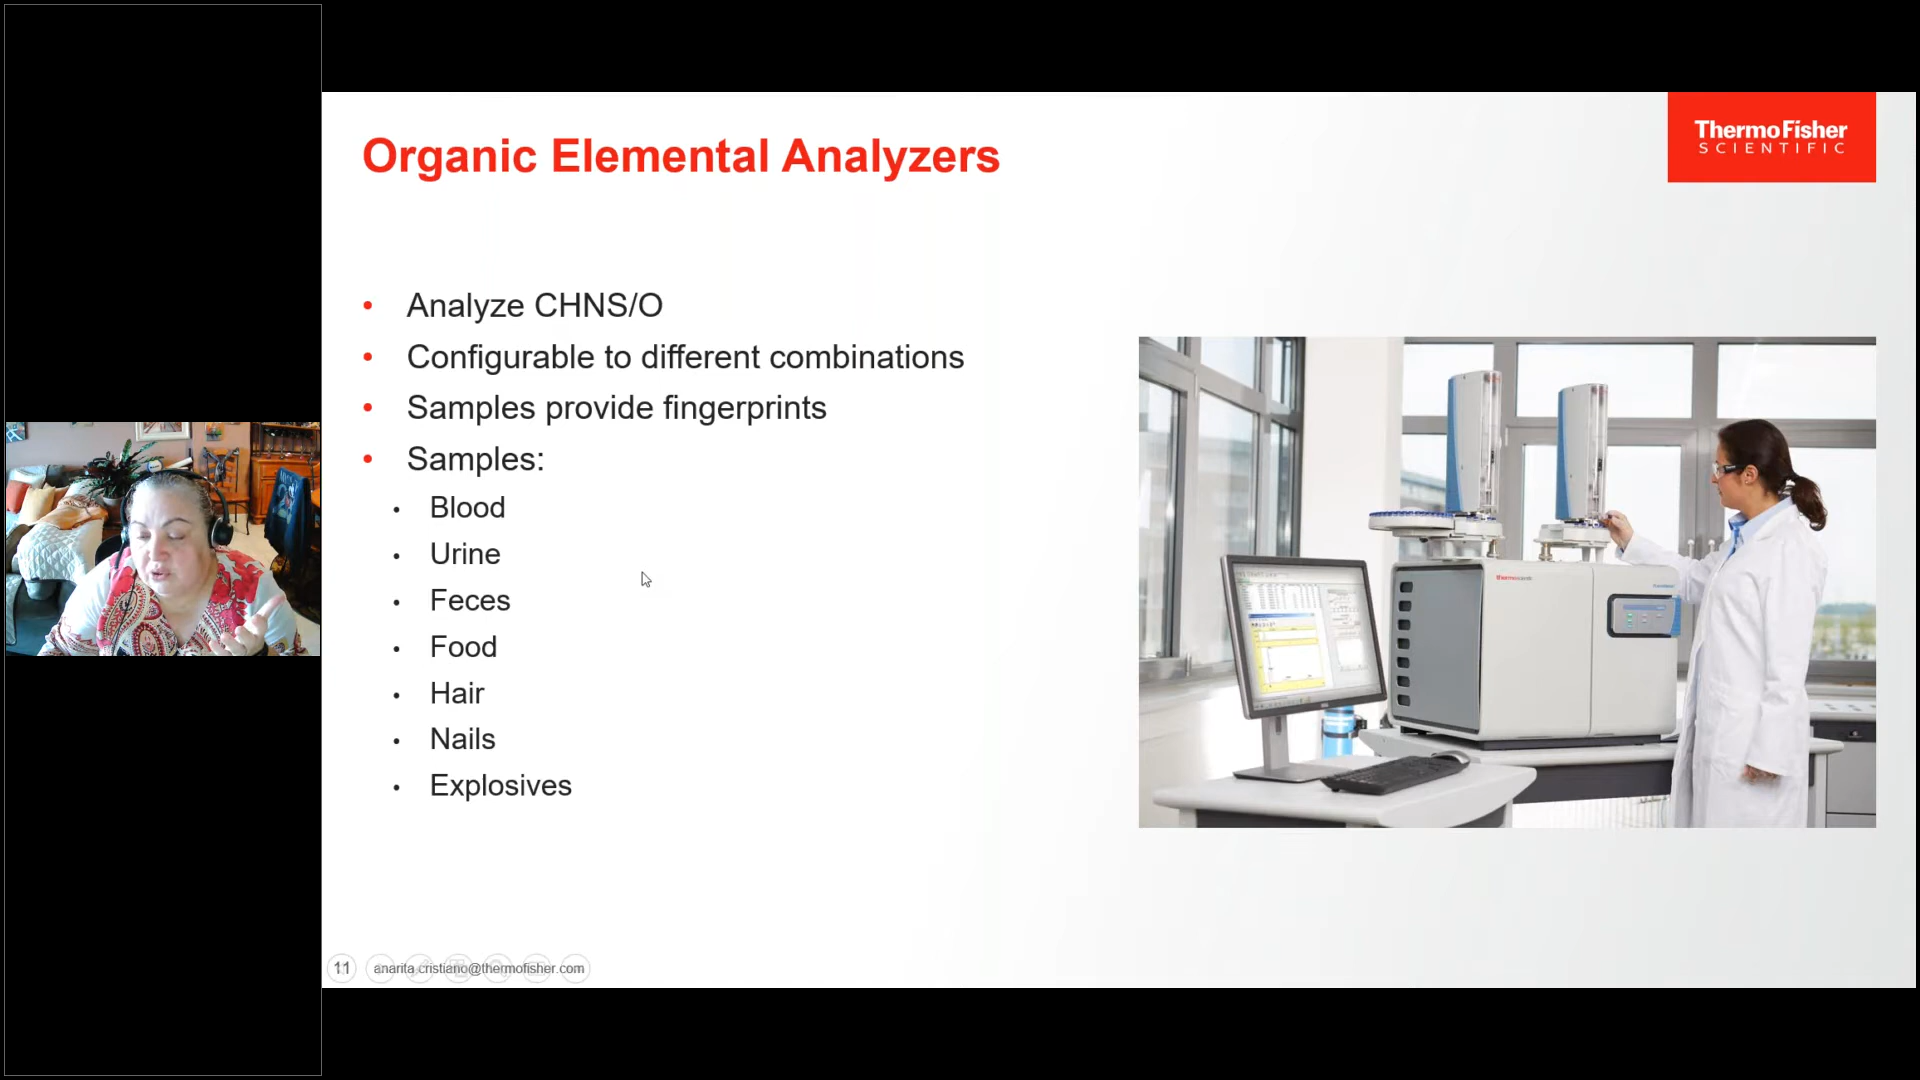 Organic Elemental Analyzers
ThermoFisher
SCIENTIFIC
• Analyze CHNS/O
• Configurable to different combinations
• Samples provide fingerprints
• Samples:
• Blood
• Urine
• Feces
• Food
• Hair
• Nails
• Explosives
11 anarita.cristiano@thermofisher.com